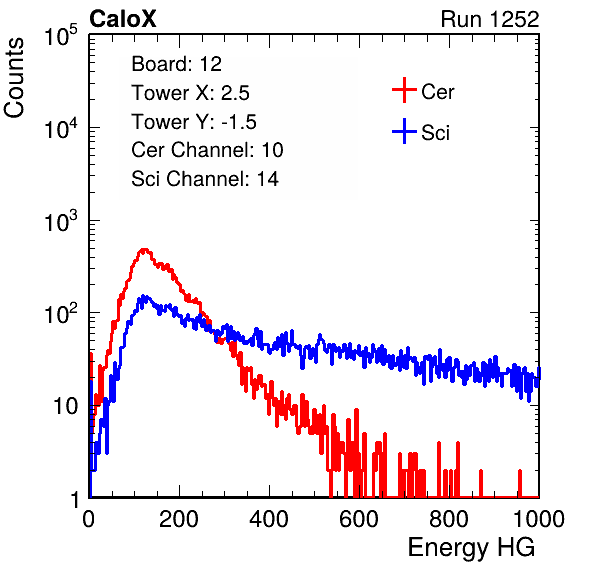 CaloX Run 1252
Counts
10^5
10^4
10^3
10^2
10
1
Board: 12
Tower X: 2.5
Tower Y: -1.5
Cer Channel: 10
Sci Channel: 14
Cer
Sci
0 200 400 600 800 1000
Energy HG